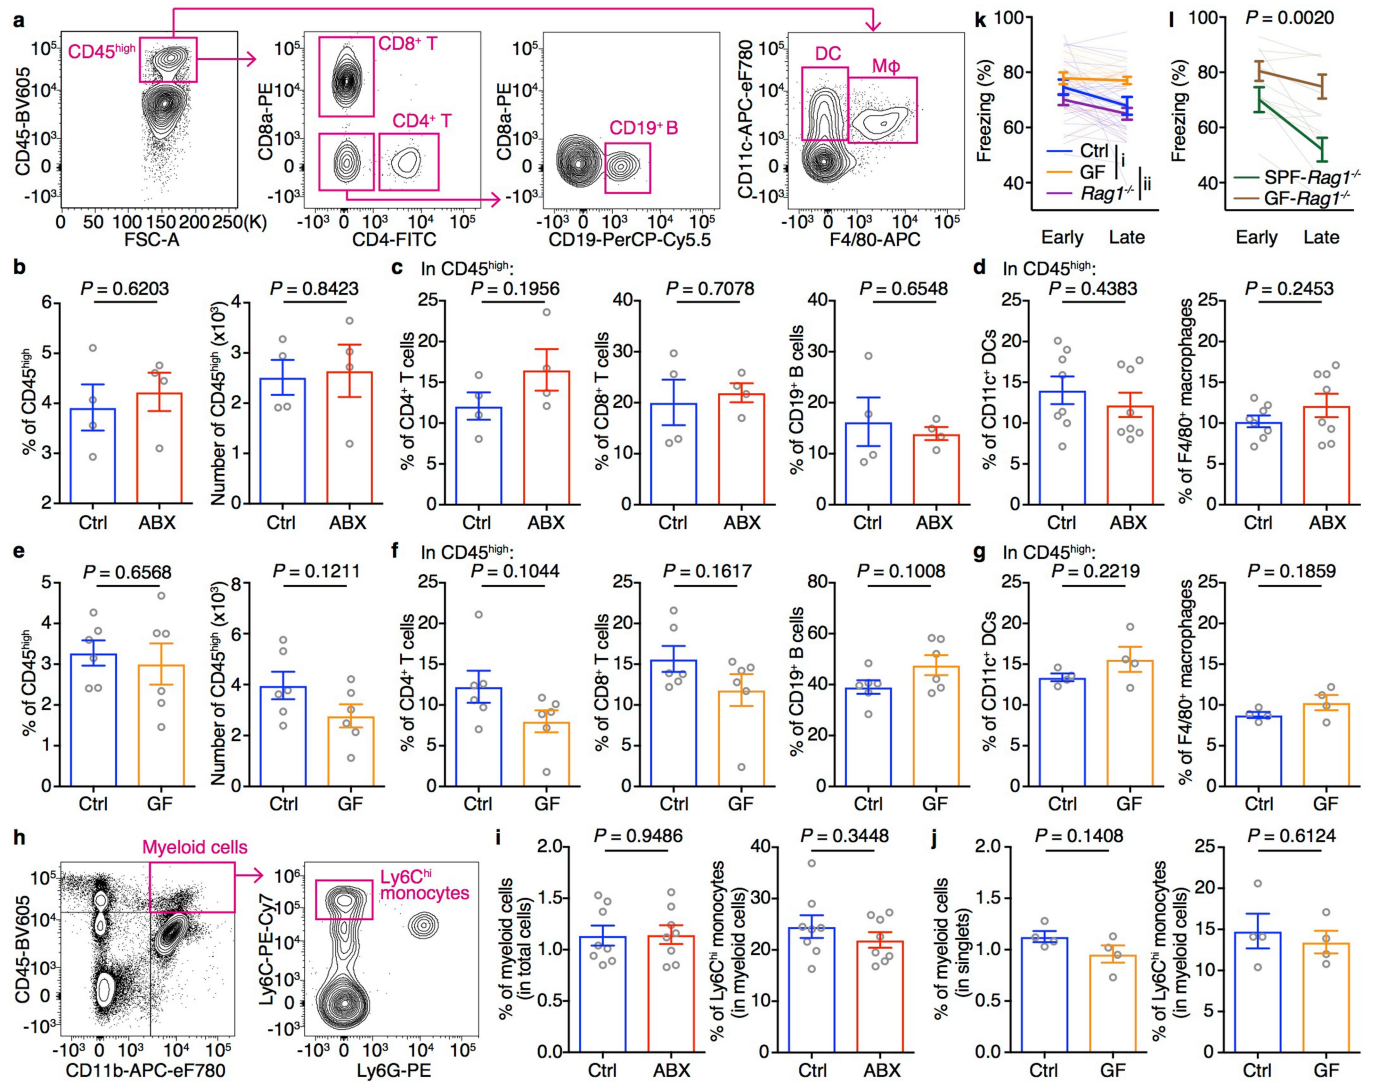 a
CD45high
CD45-BV605
10⁵
10⁴
10³
0
-10³
0 50 100 150 200 250(K)
FSC-A
CD8⁺ T
CD4⁺ T
CD8a-PE
10⁵
10⁴
10³
0
-10³
-10³ 0 10³ 10⁴ 10⁵
CD4-FITC
CD19⁺ B
CD8a-PE
10⁵
10⁴
10³
0
-10³
-10³ 0 10³ 10⁴ 10⁵
CD19-PerCP-Cy5.5
DC
Mϕ
CD11c-APC-eF780
10⁵
10⁴
10³
0
-10³
-10³ 0 10³ 10⁴ 10⁵
F4/80-APC
k
Freezing (%)
100
80
60
40
Ctrl
GF
Rag1⁻/⁻
i
ii
Early Late
l
P = 0.0020
Freezing (%)
100
80
60
40
SPF-Rag1⁻/⁻
GF-Rag1⁻/⁻
Early Late
b
P = 0.6203
% of CD45high
6
5
4
3
2
Ctrl ABX
P = 0.8423
Number of CD45high (x10³)
4
3
2
1
0
Ctrl ABX
c
In CD45high:
P = 0.1956
% of CD4⁺ T cells
25
20
15
10
5
0
Ctrl ABX
P = 0.7078
% of CD8⁺ T cells
40
30
20
10
0
Ctrl ABX
P = 0.6548
% of CD19⁺ B cells
40
30
20
10
0
Ctrl ABX
d
In CD45high:
P = 0.4383
% of CD11c⁺ DCs
25
20
15
10
5
0
Ctrl ABX
P = 0.2453
% of F4/80⁺ macrophages
25
20
15
10
5
0
Ctrl ABX
e
P = 0.6568
% of CD45high
5
4
3
2
1
0
Ctrl GF
P = 0.1211
Number of CD45high (x10³)
8
6
4
2
0
Ctrl GF
f
In CD45high:
P = 0.1044
% of CD4⁺ T cells
25
20
15
10
5
0
Ctrl GF
P = 0.1617
% of CD8⁺ T cells
25
20
15
10
5
0
Ctrl GF
P = 0.1008
% of CD19⁺ B cells
80
60
40
20
0
Ctrl GF
g
In CD45high:
P = 0.2219
% of CD11c⁺ DCs
25
20
15
10
5
0
Ctrl GF
P = 0.1859
% of F4/80⁺ macrophages
25
20
15
10
5
0
Ctrl GF
h
Myeloid cells
CD45-BV605
10⁵
10⁴
10³
0
-10³
-10³ 0 10³ 10⁴ 10⁵
CD11b-APC-eF780
Ly6Chi
monocytes
Ly6C-PE-Cy7
10⁶
10⁵
10⁴
10³
0
-10³
-10³ 0 10³ 10⁴ 10⁵
Ly6G-PE
i
P = 0.9486
% of myeloid cells
(in total cells)
2.0
1.5
1.0
0.5
0.0
Ctrl ABX
P = 0.3448
% of Ly6Chi monocytes
(in myeloid cells)
40
30
20
10
0
Ctrl ABX
j
P = 0.1408
% of myeloid cells
(in singlets)
2.0
1.5
1.0
0.5
0.0
Ctrl GF
P = 0.6124
% of Ly6Chi monocytes
(in myeloid cells)
25
20
15
10
5
0
Ctrl GF